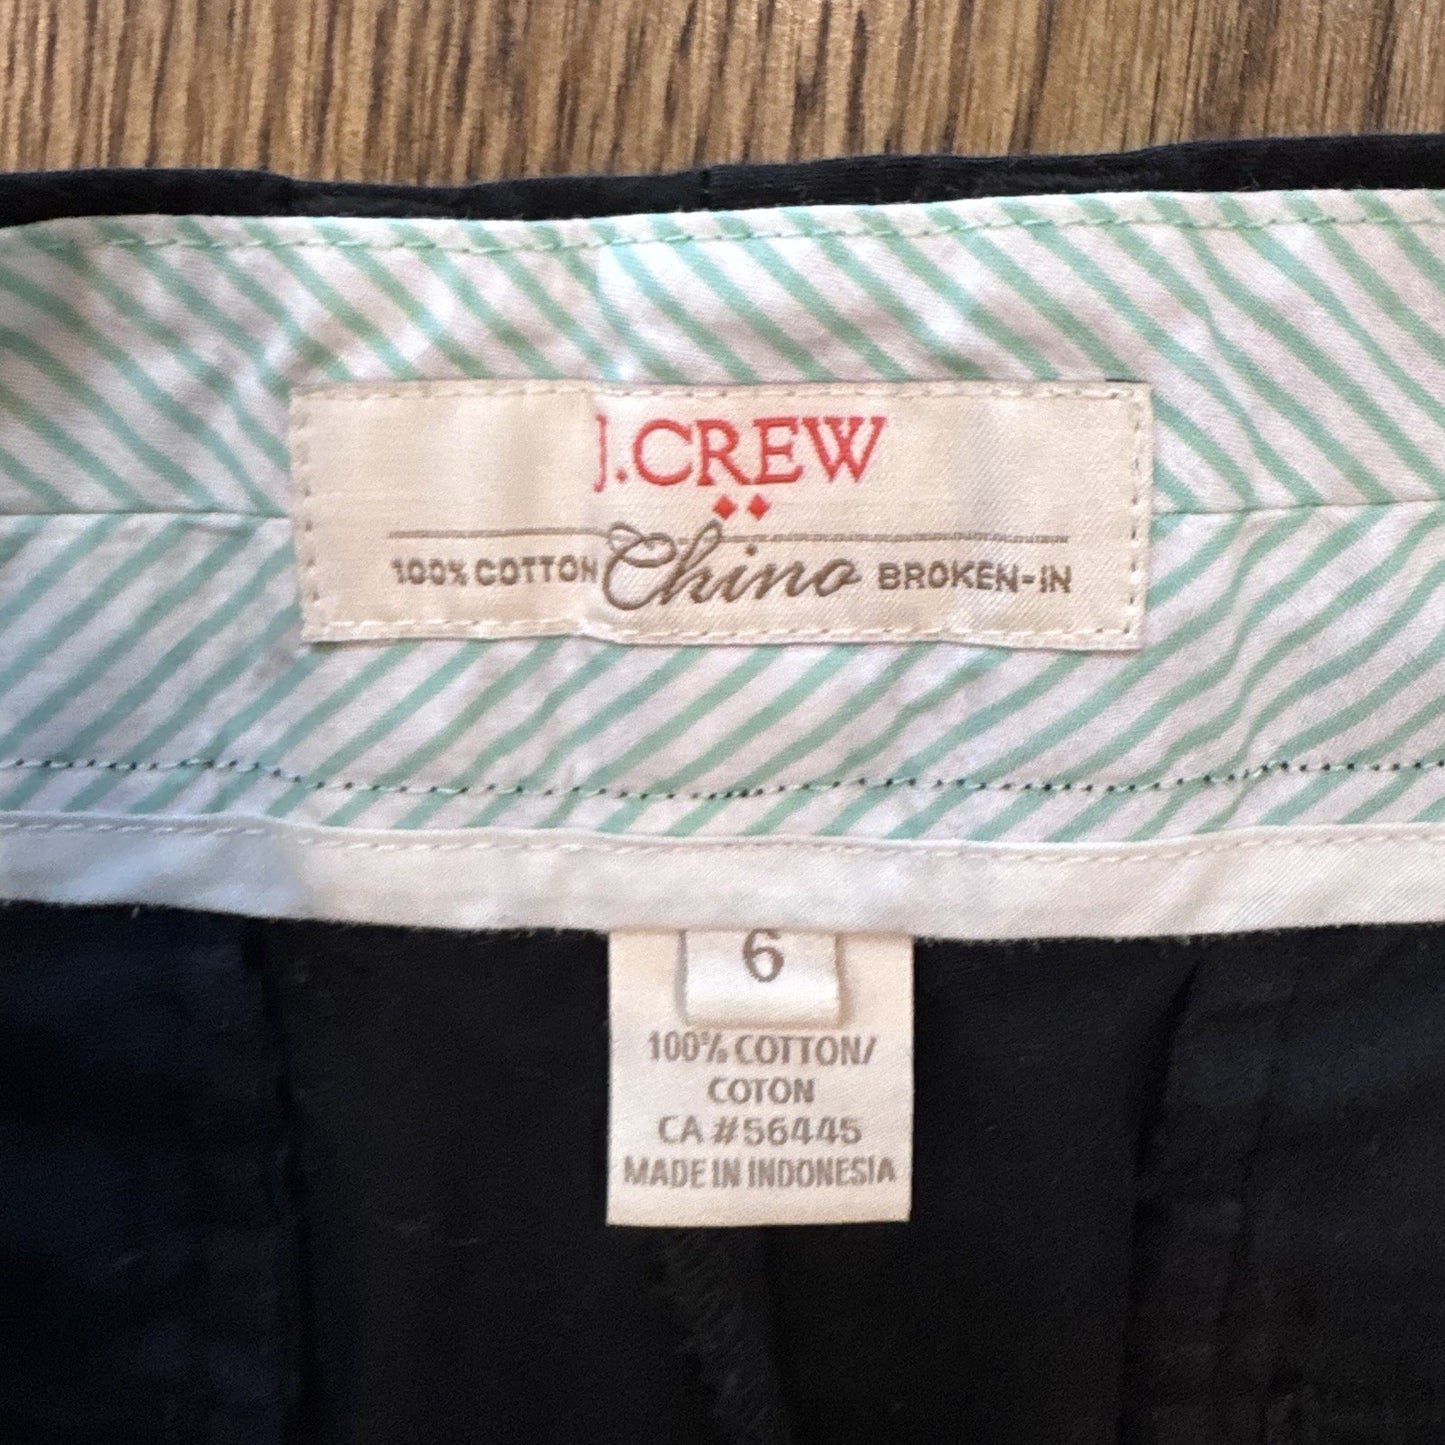 J.CREW
100% COTTON Chino BROKEN-IN
6
100% COTTON/
COTON
CA #56445
MADE IN INDONESIA